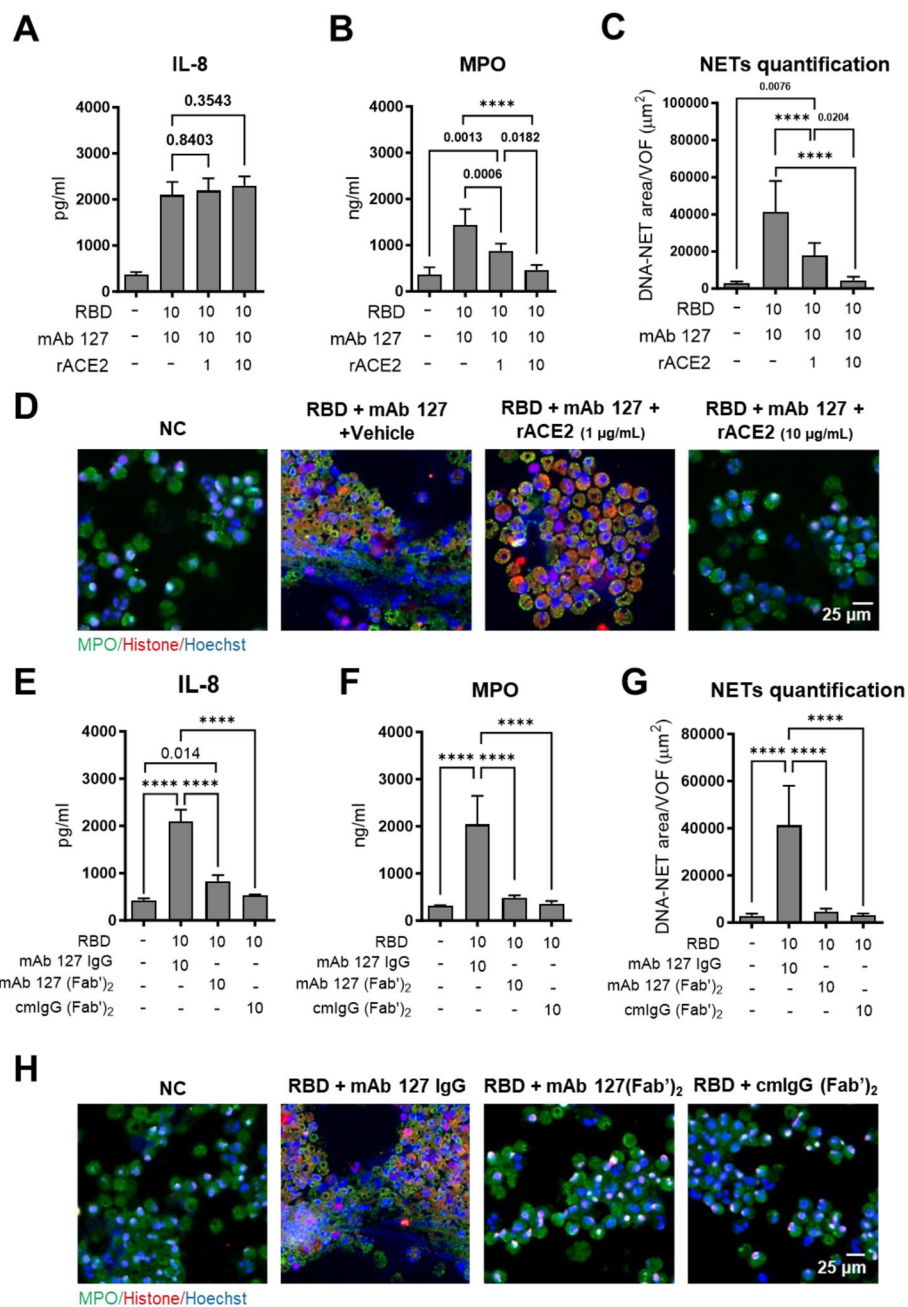 A
IL-8
pg/ml
4000
3000
2000
1000
0
0.3543
0.8403
RBD - 10 10 10
mAb 127 - 10 10 10
rACE2 - - 1 10
B
MPO
ng/ml
4000
3000
2000
1000
0
****
0.0013 0.0182
0.0006
RBD - 10 10 10
mAb 127 - 10 10 10
rACE2 - - 1 10
C
NETs quantification
DNA-NET area/VOF (µm²)
100000
80000
60000
40000
20000
0
0.0076
**** 0.0204
****
RBD - 10 10 10
mAb 127 - 10 10 10
rACE2 - - 1 10
D
NC
RBD + mAb 127
+Vehicle
RBD + mAb 127 +
rACE2 (1 µg/mL)
RBD + mAb 127 +
rACE2 (10 µg/mL)
25 µm
MPO/Histone/Hoechst
E
IL-8
pg/ml
4000
3000
2000
1000
0
****
0.014
**** ****
RBD - 10 10 10
mAb 127 IgG - 10 - -
mAb 127 (Fab')₂ - - 10 -
cmIgG (Fab')₂ - - - 10
F
MPO
ng/ml
4000
3000
2000
1000
0
****
**** ****
RBD - 10 10 10
mAb 127 IgG - 10 - -
mAb 127 (Fab')₂ - - 10 -
cmIgG (Fab')₂ - - - 10
G
NETs quantification
DNA-NET area/VOF (µm²)
80000
60000
40000
20000
0
****
**** ****
RBD - 10 10 10
mAb 127 IgG - 10 - -
mAb 127 (Fab')₂ - - 10 -
cmIgG (Fab')₂ - - - 10
H
NC
RBD + mAb 127 IgG
RBD + mAb 127(Fab')₂
RBD + cmIgG (Fab')₂
25 µm
MPO/Histone/Hoechst